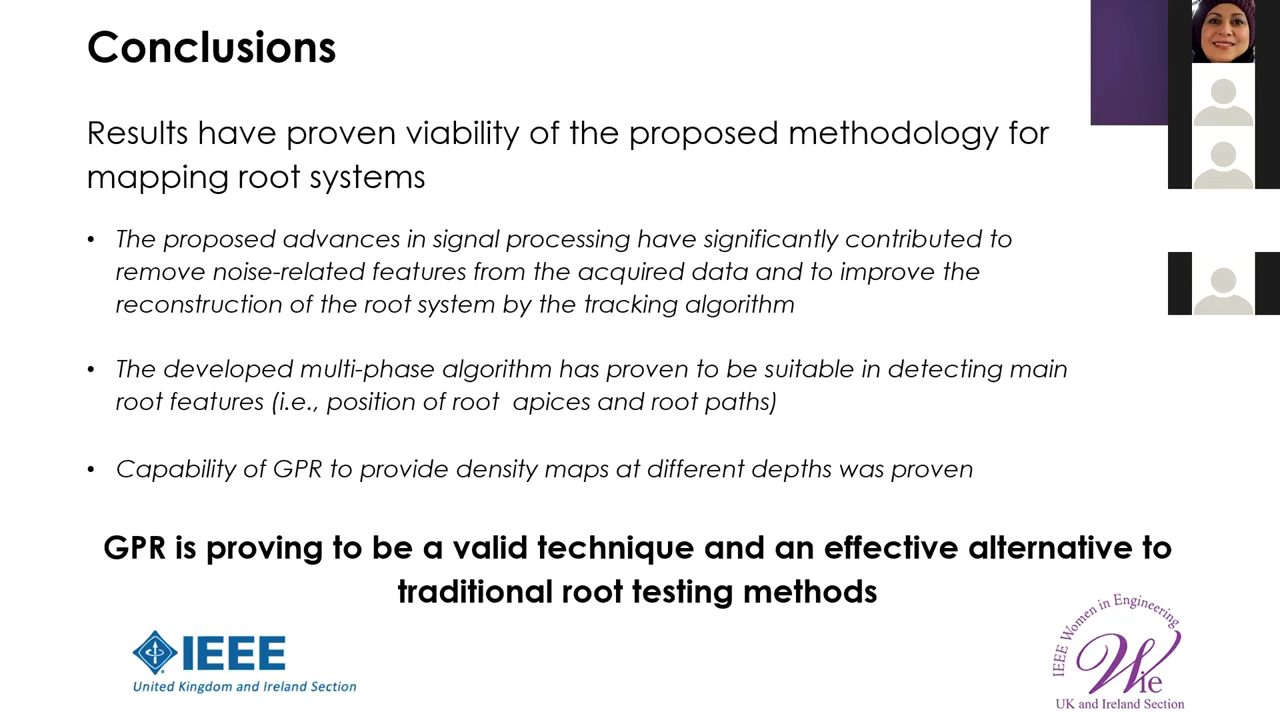 Conclusions
Results have proven viability of the proposed methodology for
mapping root systems
• The proposed advances in signal processing have significantly contributed to
remove noise-related features from the acquired data and to improve the
reconstruction of the root system by the tracking algorithm
• The developed multi-phase algorithm has proven to be suitable in detecting main
root features (i.e., position of root apices and root paths)
• Capability of GPR to provide density maps at different depths was proven
GPR is proving to be a valid technique and an effective alternative to
traditional root testing methods
IEEE
United Kingdom and Ireland Section
IEEE Women in Engineering
Wie
UK and Ireland Section